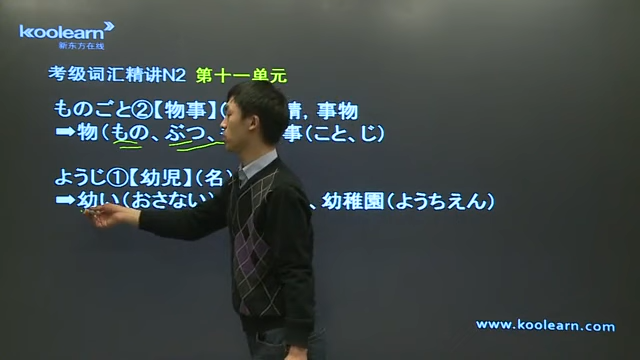 koolearn
新东方在线
考级词汇精讲N2 第十一单元
ものごと②【物事】( 情，事物
➡物（もの、ぶつ、 事（こと、じ）
ようじ①【幼児】（名
➡幼い（おさない） 、幼稚園（ようちえん）
www.koolearn.com